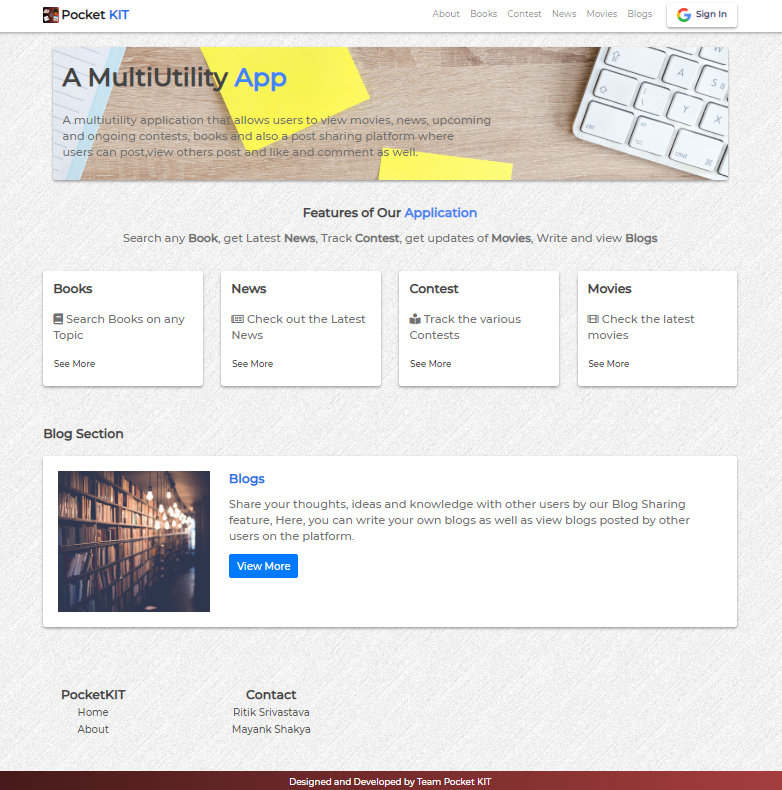 Pocket KIT
About Books Contest News Movies Blogs Sign In
A MultiUtility App
A multiutility application that allows users to view movies, news, upcoming
and ongoing contests, books and also a post sharing platform where
users can post,view others post and like and comment as well.
Features of Our Application
Search any Book, get Latest News, Track Contest, get updates of Movies, Write and view Blogs
Books
Search Books on any
Topic
See More
News
Check out the Latest
News
See More
Contest
Track the various
Contests
See More
Movies
Check the latest
movies
See More
Blog Section
Blogs
Share your thoughts, ideas and knowledge with other users by our Blog Sharing
feature, Here, you can write your own blogs as well as view blogs posted by other
users on the platform.
View More
PocketKIT
Home
About
Contact
Ritik Srivastava
Mayank Shakya
Designed and Developed by Team Pocket KIT